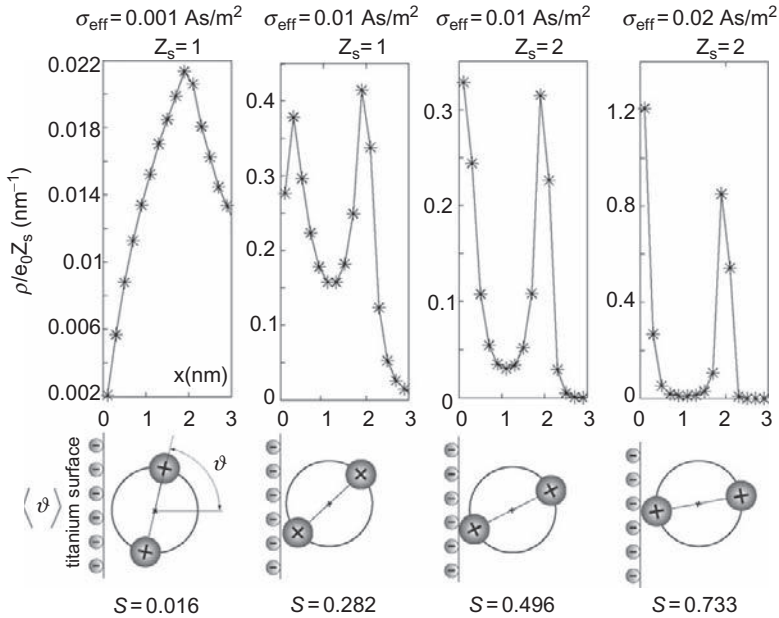 σeff = 0.001 As/m² σeff = 0.01 As/m² σeff = 0.01 As/m² σeff = 0.02 As/m²
Zs = 1 Zs = 1 Zs = 2 Zs = 2
ρ/e0Zs (nm⁻¹)
0.022
0.018
0.014
0.01
0.006
0.002
x(nm)
0 1 2 3
0.4
0.3
0.2
0.1
0
0 1 2 3
0.3
0.2
0.1
0
0 1 2 3
1.2
0.8
0.4
0
0 1 2 3
⟨ϑ⟩
titanium surface
ϑ
S = 0.016 S = 0.282 S = 0.496 S = 0.733